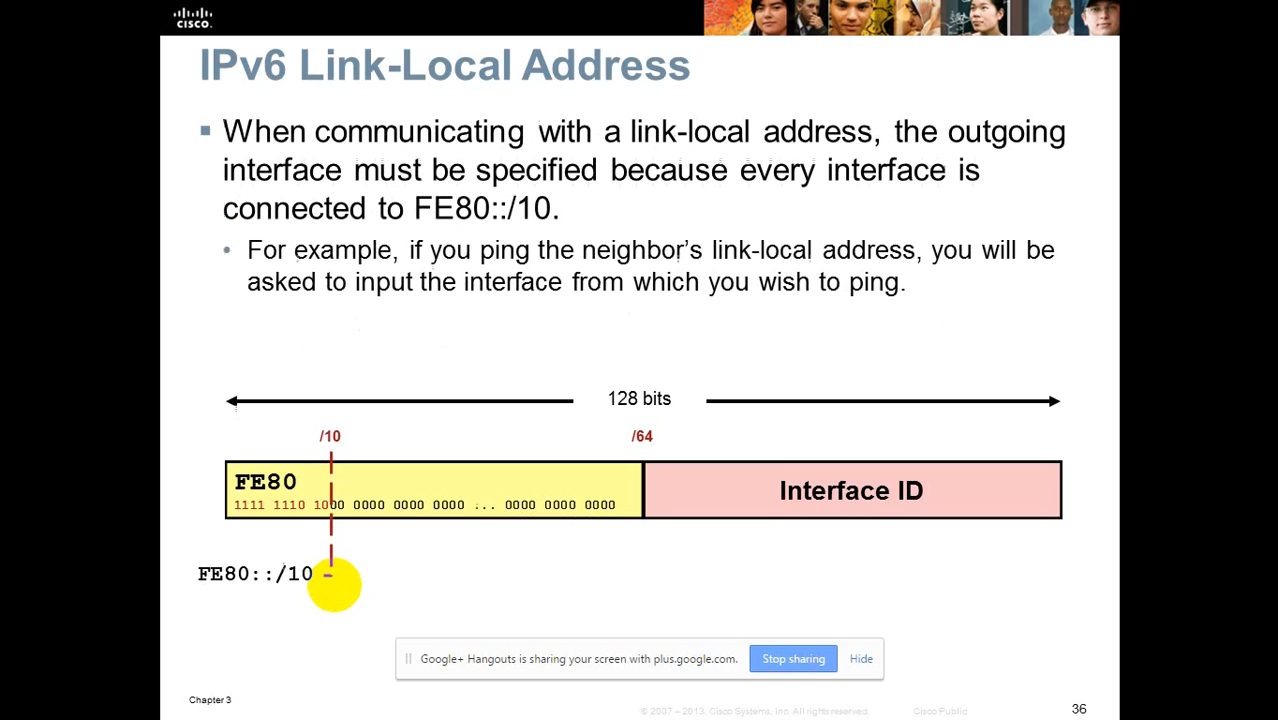 CISCO.
IPv6 Link-Local Address
When communicating with a link-local address, the outgoing
interface must be specified because every interface is
connected to FE80::/10.
For example, if you ping the neighbor's link-local address, you will be
asked to input the interface from which you wish to ping.
128 bits
/10 /64
FE80
1111 1110 1000 0000 0000 0000 ... 0000 0000 0000
Interface ID
FE80::/10 -
Google+ Hangouts is sharing your screen with plus.google.com. Stop sharing Hide
Chapter 3
© 2007 – 2013, Cisco Systems, Inc. All rights reserved. Cisco Public 36